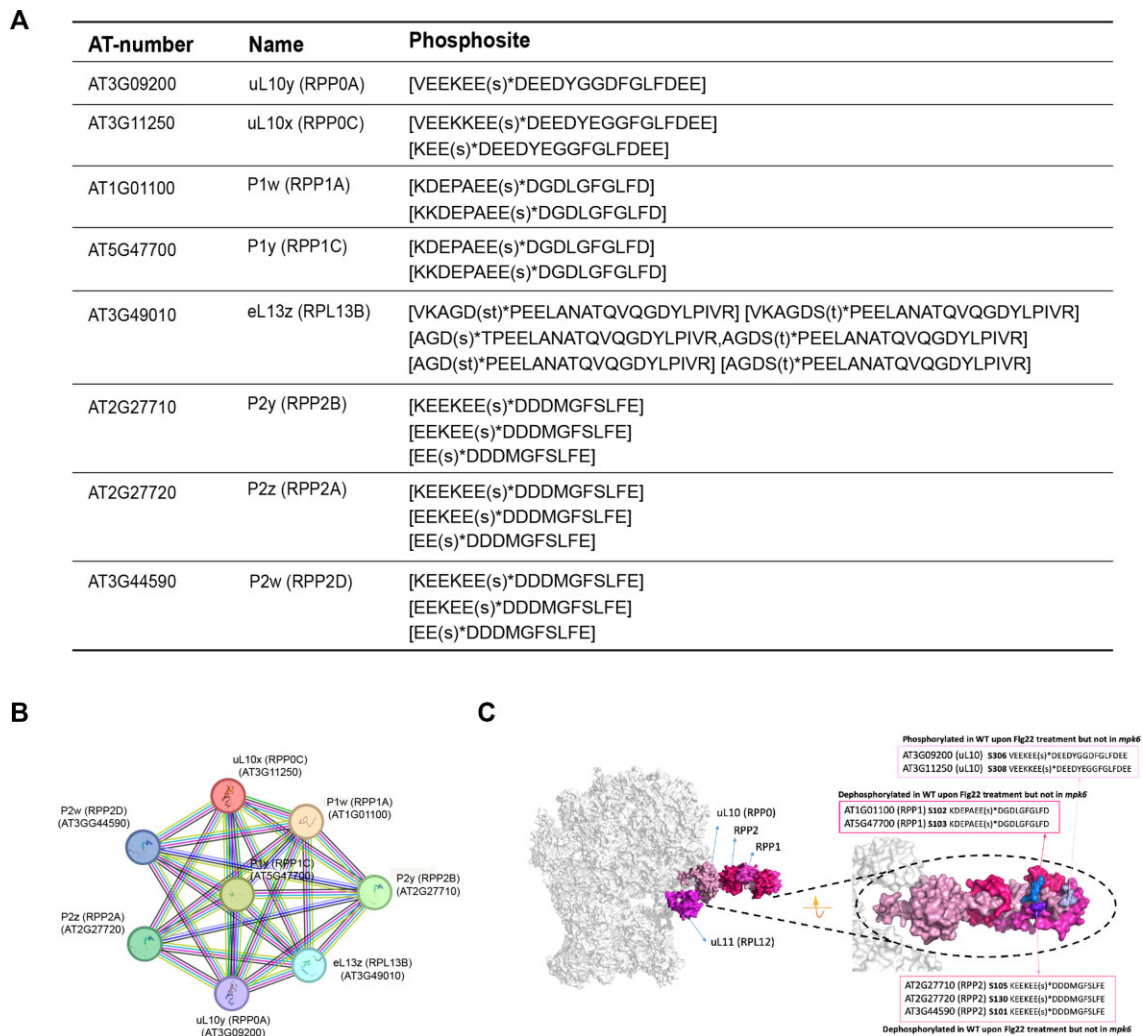 A
AT-number Name Phosphosite
AT3G09200 uL10y (RPP0A) [VEEKEE(s)*DEEDYGGDFGLFDEE]
AT3G11250 uL10x (RPP0C) [VEEKKEE(s)*DEEDYEGGFGLFDEE]
[KEE(s)*DEEDYEGGFGLFDEE]
AT1G01100 P1w (RPP1A) [KDEPAEE(s)*DGDLGFGLFD]
[KKDEPAEE(s)*DGDLGFGLFD]
AT5G47700 P1y (RPP1C) [KDEPAEE(s)*DGDLGFGLFD]
[KKDEPAEE(s)*DGDLGFGLFD]
AT3G49010 eL13z (RPL13B) [VKAGD(st)*PEELANATQVQGDYLPIVR] [VKAGDS(t)*PEELANATQVQGDYLPIVR]
[AGD(s)*TPEELANATQVQGDYLPIVR,AGDS(t)*PEELANATQVQGDYLPIVR]
[AGD(st)*PEELANATQVQGDYLPIVR] [AGDS(t)*PEELANATQVQGDYLPIVR]
AT2G27710 P2y (RPP2B) [KEEKEE(s)*DDDMGFSLFE]
[EEKEE(s)*DDDMGFSLFE]
[EE(s)*DDDMGFSLFE]
AT2G27720 P2z (RPP2A) [KEEKEE(s)*DDDMGFSLFE]
[EEKEE(s)*DDDMGFSLFE]
[EE(s)*DDDMGFSLFE]
AT3G44590 P2w (RPP2D) [KEEKEE(s)*DDDMGFSLFE]
[EEKEE(s)*DDDMGFSLFE]
[EE(s)*DDDMGFSLFE]
B
uL10x (RPP0C)
(AT3G11250)
P1w (RPP1A)
(AT1G01100)
P2w (RPP2D)
(AT3GG44590)
P1y (RPP1C)
(AT5G47700)
P2y (RPP2B)
(AT2G27710)
P2z (RPP2A)
(AT2G27720)
eL13z (RPL13B)
(AT3G49010)
uL10y (RPP0A)
(AT3G09200)
C
uL10 (RPP0)
RPP2
RPP1
uL11 (RPL12)
Phosphorylated in WT upon Flg22 treatment but not in mpk6
AT3G09200 (uL10) S306 VEEKEE(s)*DEEDYGGDFGLFDEE
AT3G11250 (uL10) S308 VEEKKEE(s)*DEEDYEGGFGLFDEE
Dephosphorylated in WT upon Flg22 treatment but not in mpk6
AT1G01100 (RPP1) S102 KDEPAEE(s)*DGDLGFGLFD
AT5G47700 (RPP1) S103 KDEPAEE(s)*DGDLGFGLFD
AT2G27710 (RPP2) S105 KEEKEE(s)*DDDMGFSLFE
AT2G27720 (RPP2) S130 KEEKEE(s)*DDDMGFSLFE
AT3G44590 (RPP2) S101 KEEKEE(s)*DDDMGFSLFE
Dephosphorylated in WT upon Flg22 treatment but not in mpk6